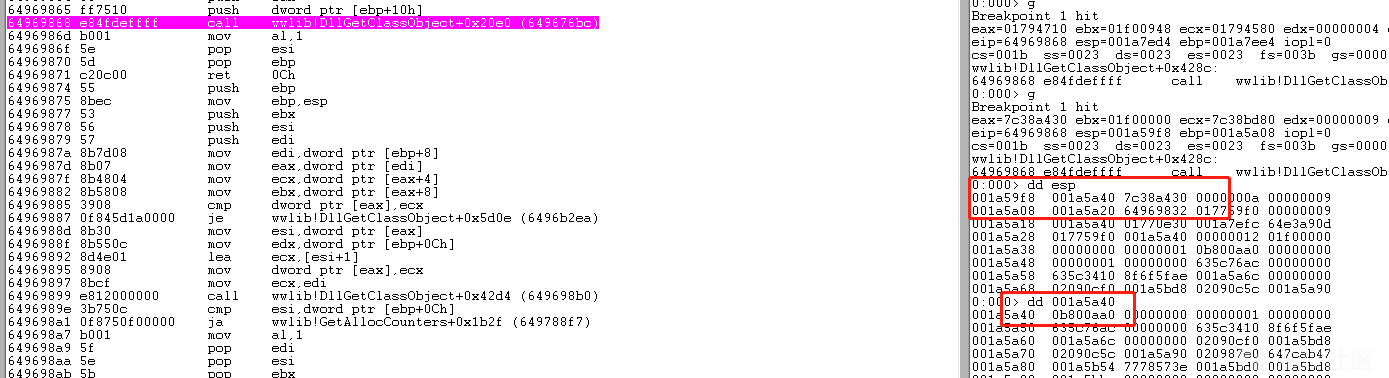 64969865 ff7510 push dword ptr [ebp+10h]
64969868 e84fdeffff call wwlib!DllGetClassObject+0x20e0 (649676bc)
6496986d b001 mov al,1
6496986f 5e pop esi
64969870 5d pop ebp
64969871 c20c00 ret 0Ch
64969874 55 push ebp
64969875 8bec mov ebp,esp
64969877 53 push ebx
64969878 56 push esi
64969879 57 push edi
6496987a 8b7d08 mov edi,dword ptr [ebp+8]
6496987d 8b07 mov eax,dword ptr [edi]
6496987f 8b4804 mov ecx,dword ptr [eax+4]
64969882 8b5808 mov ebx,dword ptr [eax+8]
64969885 3908 cmp dword ptr [eax],ecx
64969887 0f845d1a0000 je wwlib!DllGetClassObject+0x5d0e (6496b2ea)
6496988d 8b30 mov esi,dword ptr [eax]
6496988f 8b550c mov edx,dword ptr [ebp+0Ch]
64969892 8d4e01 lea ecx,[esi+1]
64969895 8908 mov dword ptr [eax],ecx
64969897 8bcf mov ecx,edi
64969899 e812000000 call wwlib!DllGetClassObject+0x42d4 (649698b0)
6496989e 3b750c cmp esi,dword ptr [ebp+0Ch]
649698a1 0f8750f00000 ja wwlib!GetAllocCounters+0x1b2f (649788f7)
649698a7 b001 mov al,1
649698a9 5f pop edi
649698aa 5e pop esi
649698ab 5b pop ebx
0:000> g
Breakpoint 1 hit
eax=01794710 ebx=01f00948 ecx=01794580 edx=00000004
eip=64969868 esp=001a7ed4 ebp=001a7ee4 iopl=0
cs=001b ss=0023 ds=0023 es=0023 fs=003b gs=0000
wwlib!DllGetClassObject+0x428c:
64969868 e84fdeffff call wwlib!DllGetClassOb
0:000> g
Breakpoint 1 hit
eax=7c38a430 ebx=01f00000 ecx=7c38bd80 edx=00000009
eip=64969868 esp=001a59f8 ebp=001a5a08 iopl=0
cs=001b ss=0023 ds=0023 es=0023 fs=003b gs=0000
wwlib!DllGetClassObject+0x428c:
64969868 e84fdeffff call wwlib!DllGetClassOb
0:000> dd esp
001a59f8 001a5a40 7c38a430 0000000a 00000009
001a5a08 001a5a20 64969832 017759f0 00000009
001a5a18 001a5a40 01770e30 001a7efc 64e3a90d
001a5a28 017759f0 001a5a40 00000012 01f00000
001a5a38 00000000 00000001 0b800aa0 00000000
001a5a48 00000001 00000000 635c76ac 00000000
001a5a58 635c3410 8f6f5fae 001a5a6c 00000000
001a5a68 02090cf0 001a5bd8 02090c5c 001a5a90
0:000> dd 001a5a40
001a5a40 0b800aa0 00000000 00000001 00000000
001a5a50 635c76ac 00000000 635c3410 8f6f5fae
001a5a60 001a5a6c 00000000 02090cf0 001a5bd8
001a5a70 02090c5c 001a5a90 020987e0 647cab47
001a5a80 001a5b54 7778573e 001a5bd0 001a5bd8